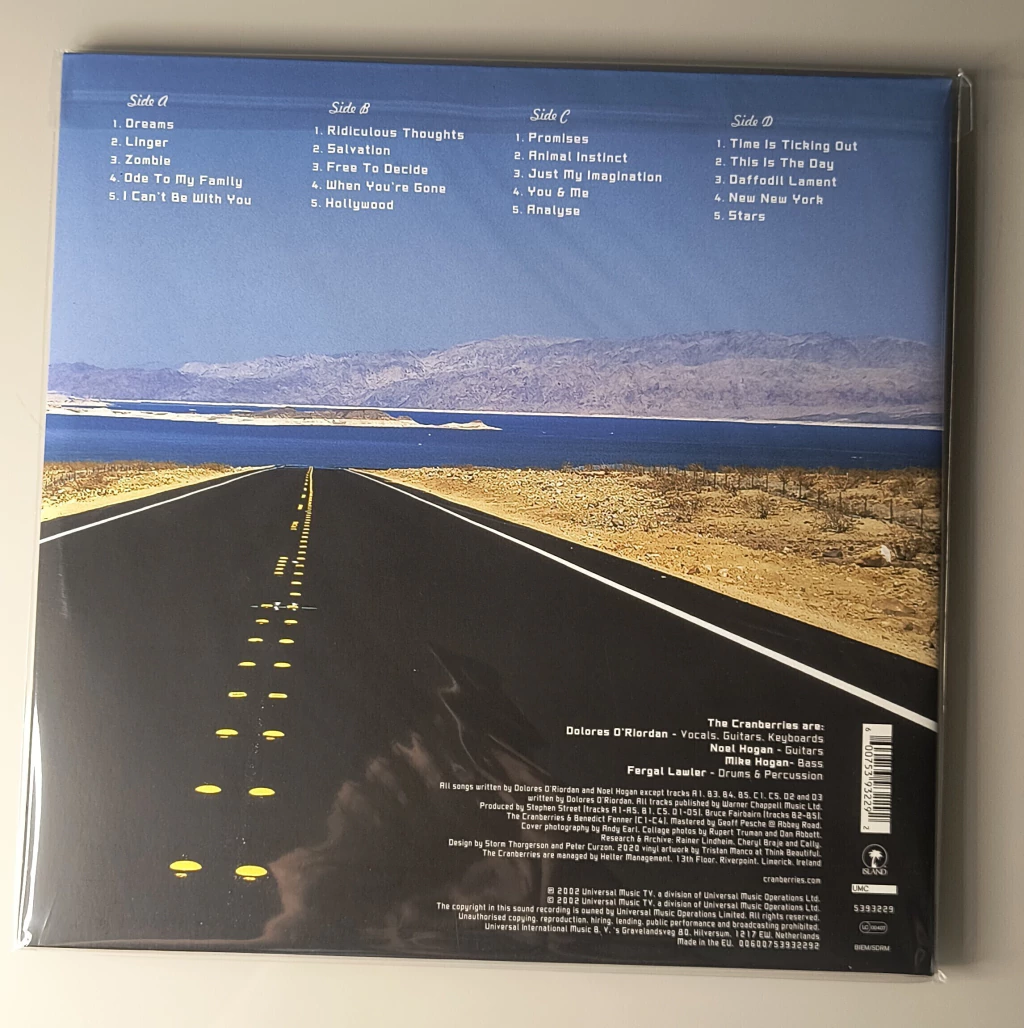 Side A
1. Dreams
2. Linger
3. Zombie
4. Ode To My Family
5. I Can't Be With You
Side B
1. Ridiculous Thoughts
2. Salvation
3. Free To Decide
4. When You're Gone
5. Hollywood
Side C
1. Promises
2. Animal Instinct
3. Just My Imagination
4. You & Me
5. Analyse
Side D
1. Time Is Ticking Out
2. This Is The Day
3. Daffodil Lament
4. New New York
5. Stars
The Cranberries are:
Dolores O'Riordan - Vocals, Guitars, Keyboards
Noel Hogan - Guitars
Mike Hogan- Bass
Fergal Lawler - Drums & Percussion
All songs written by Dolores O'Riordan and Noel Hogan except tracks A1, B3, B4, B5, C1, C5, D2 and D3
written by Dolores O'Riordan. All tracks published by Warner Chappell Music Ltd.
Produced by Stephen Street [tracks A1-A5, B1, C5, D1-D5], Bruce Fairbairn [tracks B2-B5],
The Cranberries & Benedict Fenner [C1-C4]. Mastered by Geoff Pesche @ Abbey Road.
Cover photography by Andy Earl. Collage photos by Rupert Truman and Dan Abbott.
Research & Archive: Rainer Lindheim, Cheryl Braje and Cally.
Design by Storm Thorgerson and Peter Curzon. 2020 vinyl artwork by Tristan Manco at Think Beautiful.
The Cranberries are managed by Helter Management, 13th Floor, Riverpoint, Limerick, Ireland
cranberries.com
℗ 2002 Universal Music TV, a division of Universal Music Operations Ltd.
© 2002 Universal Music TV, a division of Universal Music Operations Ltd.
The copyright in this sound recording is owned by Universal Music Operations Limited. All rights reserved.
Unauthorised copying, reproduction, hiring, lending, public performance and broadcasting prohibited.
Universal International Music B.V. 's Gravelandsveg 80, Hilversum, 1217 EW, Netherlands
Made in the EU. 00600753932292
6 00753 93229 2
ISLAND
UMC
5393229
LC 00407
BIEM/SDRM